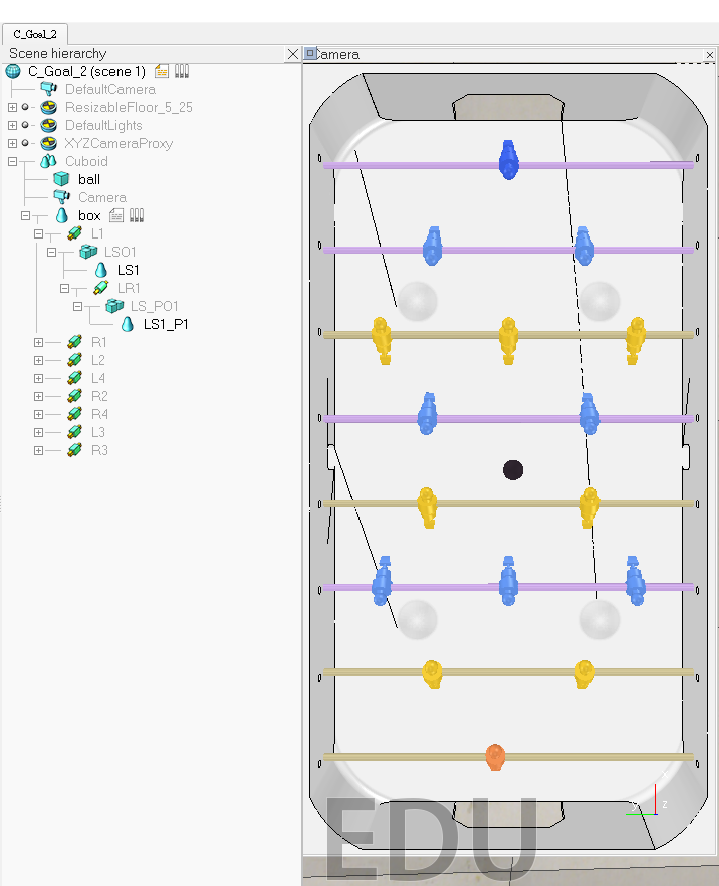 C_Goal_2
Scene hierarchy
C_Goal_2 (scene 1)
DefaultCamera
ResizableFloor_5_25
DefaultLights
XYZCameraProxy
Cuboid
ball
Camera
box
L1
LSO1
LS1
LR1
LS_PO1
LS1_P1
R1
L2
L4
R2
R4
L3
R3
Camera
z
EDU